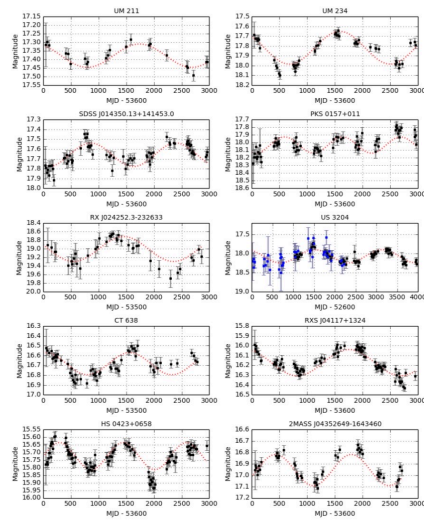 UM 211
17.15
17.20
17.25
17.30
17.35
17.40
17.45
17.50
17.55
Magnitude
0 500 1000 1500 2000 2500 3000
MJD - 53600
UM 234
17.5
17.6
17.7
17.8
17.9
18.0
18.1
18.2
Magnitude
0 500 1000 1500 2000 2500 3000
MJD - 53600
SDSS J014350.13+141453.0
17.3
17.4
17.5
17.6
17.7
17.8
17.9
18.0
Magnitude
0 500 1000 1500 2000 2500 3000
MJD - 53600
PKS 0157+011
17.7
17.8
17.9
18.0
18.1
18.2
18.3
18.4
18.5
18.6
Magnitude
0 500 1000 1500 2000 2500 3000
MJD - 53600
RX J024252.3-232633
18.4
18.6
18.8
19.0
19.2
19.4
19.6
19.8
20.0
Magnitude
0 500 1000 1500 2000 2500 3000
MJD - 53500
US 3204
17.5
18.0
18.5
19.0
Magnitude
0 500 1000 1500 2000 2500 3000 3500 4000
MJD - 52600
CT 638
16.3
16.4
16.5
16.6
16.7
16.8
16.9
17.0
Magnitude
0 500 1000 1500 2000 2500 3000
MJD - 53500
RXS J04117+1324
15.8
15.9
16.0
16.1
16.2
16.3
16.4
16.5
Magnitude
0 500 1000 1500 2000 2500 3000
MJD - 53600
HS 0423+0658
15.55
15.60
15.65
15.70
15.75
15.80
15.85
15.90
15.95
16.00
Magnitude
0 500 1000 1500 2000 2500 3000
MJD - 53600
2MASS J04352649-1643460
16.6
16.7
16.8
16.9
17.0
17.1
17.2
Magnitude
0 500 1000 1500 2000 2500 3000
MJD - 53600